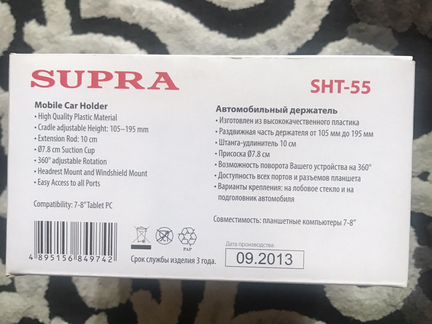 SUPRA
SHT-55
Mobile Car Holder
• High Quality Plastic Material
• Cradle adjustable Height: 105–195 mm
• Extension Rod: 10 cm
• Ø7.8 cm Suction Cup
• 360° adjustable Rotation
• Headrest Mount and Windshield Mount
• Easy Access to all Ports
Compatibility: 7-8" Tablet PC
Автомобильный держатель
• Изготовлен из высококачественного пластика
• Раздвижная часть держателя от 105 мм до 195 мм
• Штанга-удлинитель 10 см
• Присоска Ø7.8 см
• Возможность поворота Вашего устройства на 360°
• Доступность всех портов и разъемов планшета
• Варианты крепления: на лобовое стекло и на
подголовник автомобиля
Совместимость: планшетные компьютеры 7-8"
4 895156 849742
PAP
Срок службы изделия 3 года.
Дата производства
09.2013